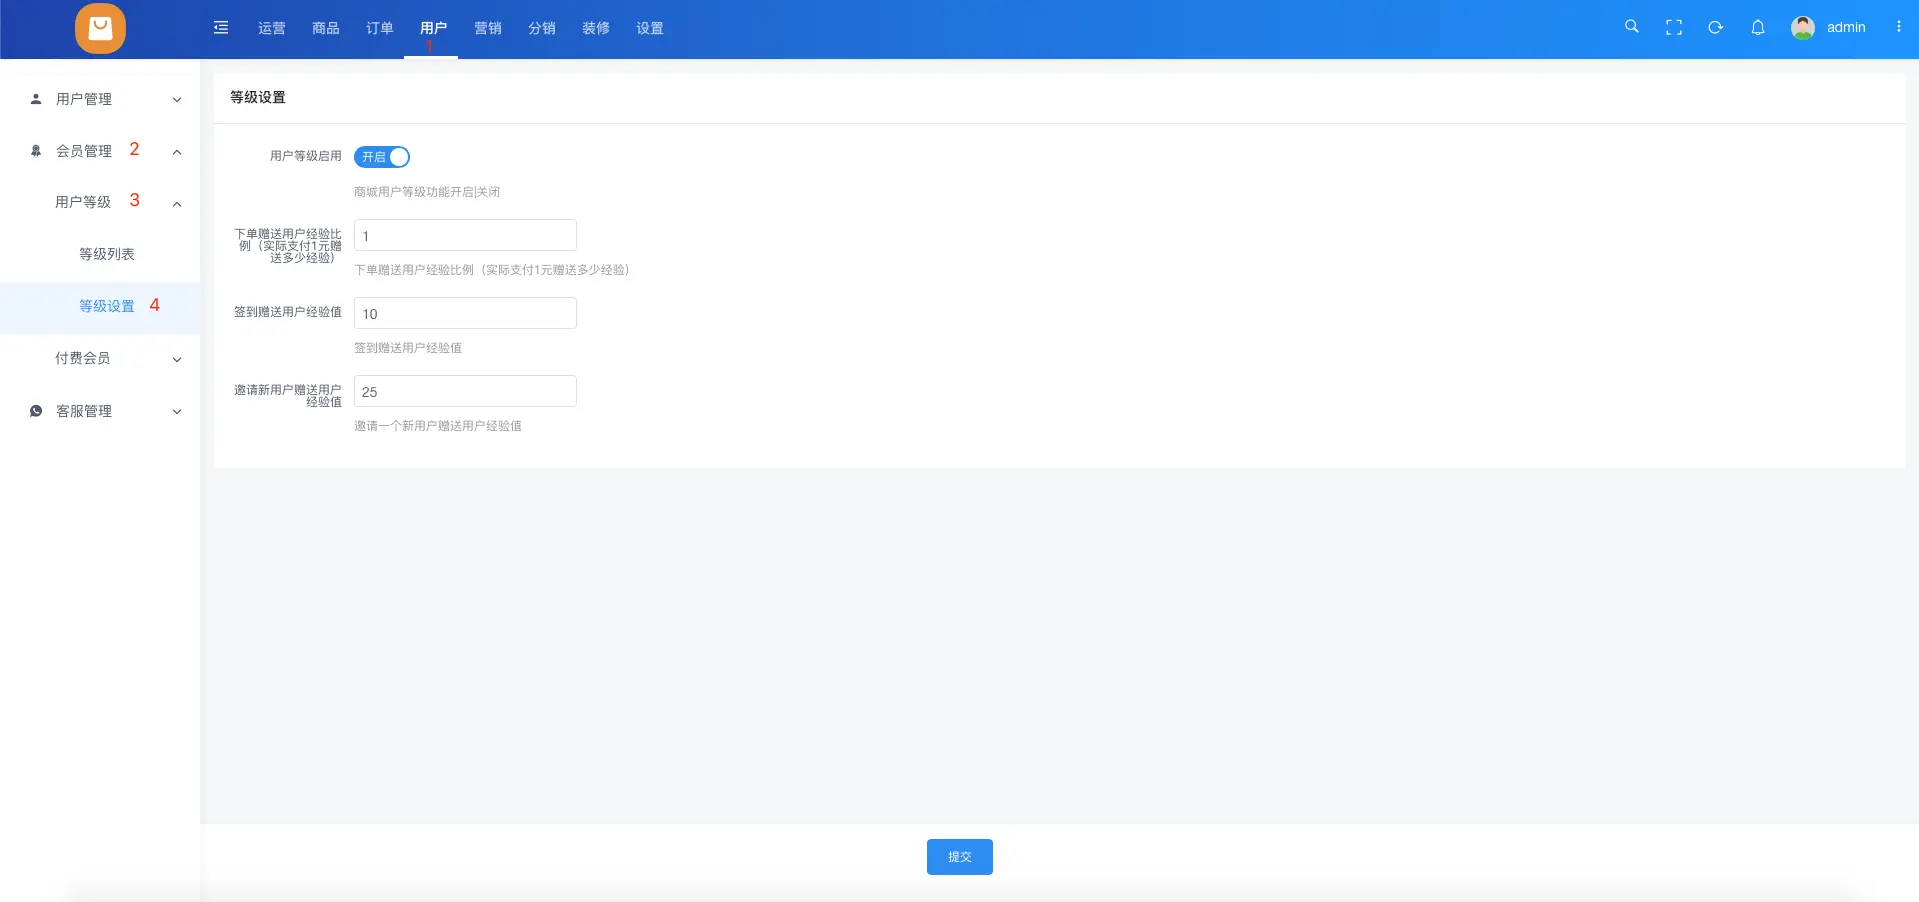 运营 商品 订单 用户 营销 分销 装修 设置 admin
1
用户管理
会员管理 2
用户等级 3
等级列表
等级设置 4
付费会员
客服管理
等级设置
用户等级启用 开启
商城用户等级功能开启|关闭
下单赠送用户经验比
例（实际支付1元赠
送多少经验）
1
下单赠送用户经验比例（实际支付1元赠送多少经验）
签到赠送用户经验值 10
签到赠送用户经验值
邀请新用户赠送用户
经验值
25
邀请一个新用户赠送用户经验值
提交